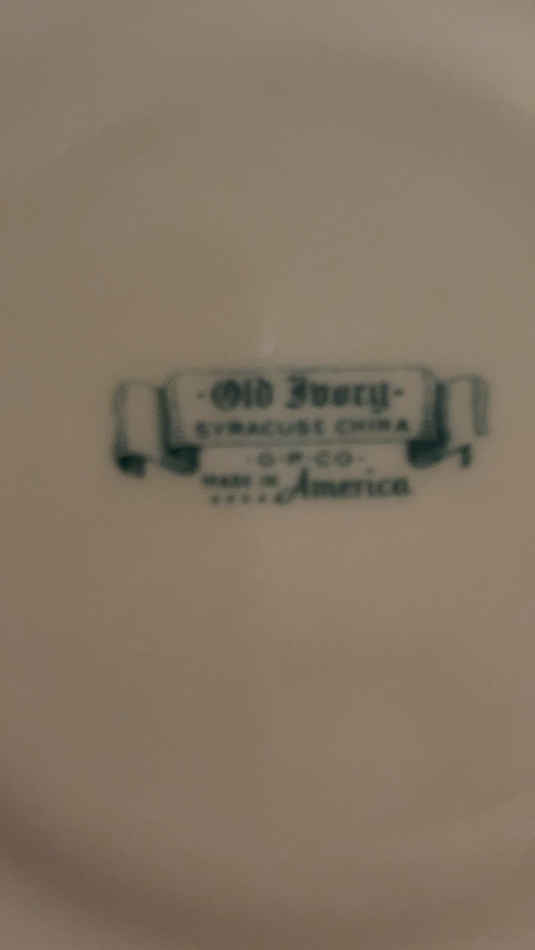 ·Old Ivory·
SYRACUSE CHINA
·O·P·CO·
MADE IN America